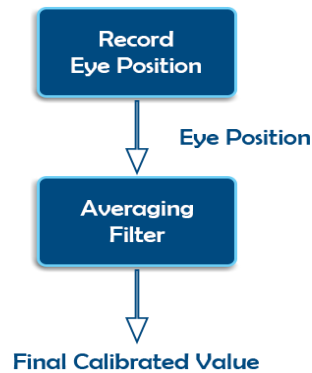 Record
Eye Position
Eye Position
Averaging
Filter
Final Calibrated Value